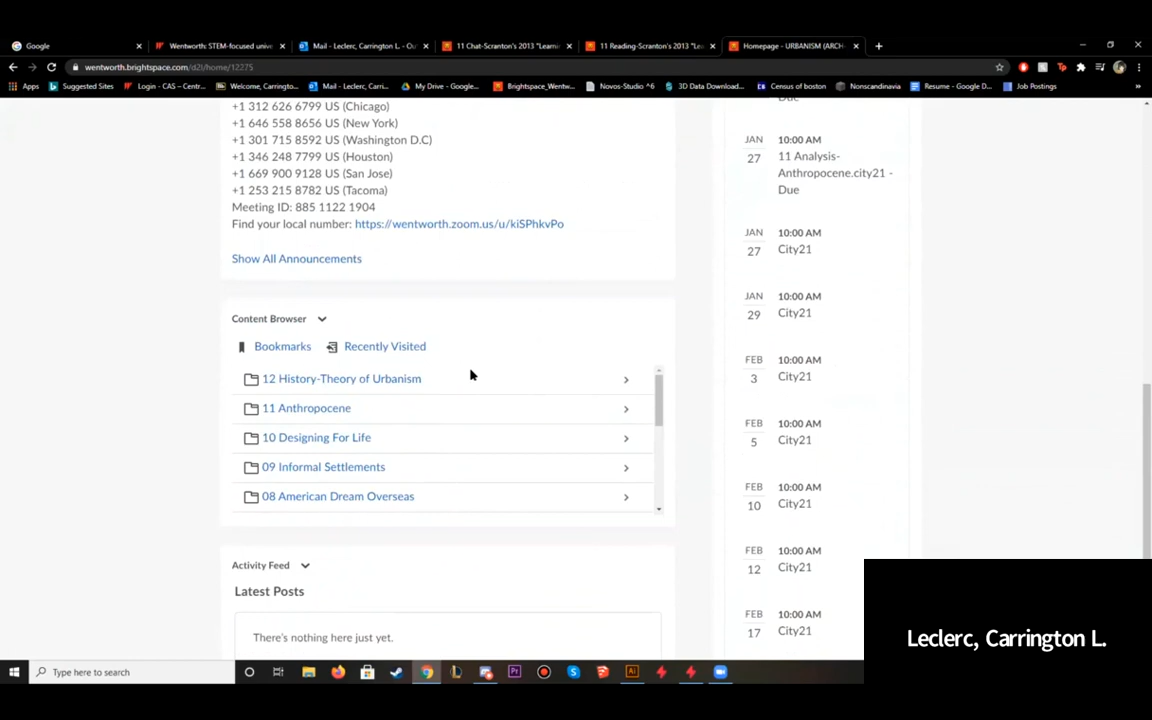 Google
Wentworth: STEM-focused unive
Mail - Leclerc, Carrington L. - Ou
11 Chat-Scranton's 2013 "Learni
11 Reading-Scranton's 2013 "Le
Homepage - URBANISM (ARCH-
wentworth.brightspace.com/d2l/home/12275
Apps
Suggested Sites
Login - CAS – Centr...
Welcome, Carringto...
Mail - Leclerc, Carri...
My Drive - Google...
Brightspace_Wentw...
Novos-Studio ^6
3D Data Download...
Census of boston
Nonscandinavia
Resume - Google D...
Job Postings
+1 312 626 6799 US (Chicago)
+1 646 558 8656 US (New York)
+1 301 715 8592 US (Washington D.C)
+1 346 248 7799 US (Houston)
+1 669 900 9128 US (San Jose)
+1 253 215 8782 US (Tacoma)
Meeting ID: 885 1122 1904
Find your local number: https://wentworth.zoom.us/u/kiSPhkvPo
Show All Announcements
Content Browser
Bookmarks
Recently Visited
12 History-Theory of Urbanism
11 Anthropocene
10 Designing For Life
09 Informal Settlements
08 American Dream Overseas
Activity Feed
Latest Posts
There's nothing here just yet.
Due
JAN 27
10:00 AM
11 Analysis-
Anthropocene.city21 -
Due
JAN 27
10:00 AM
City21
JAN 29
10:00 AM
City21
FEB 3
10:00 AM
City21
FEB 5
10:00 AM
City21
FEB 10
10:00 AM
City21
FEB 12
10:00 AM
City21
FEB 17
10:00 AM
City21
Leclerc, Carrington L.
Type here to search